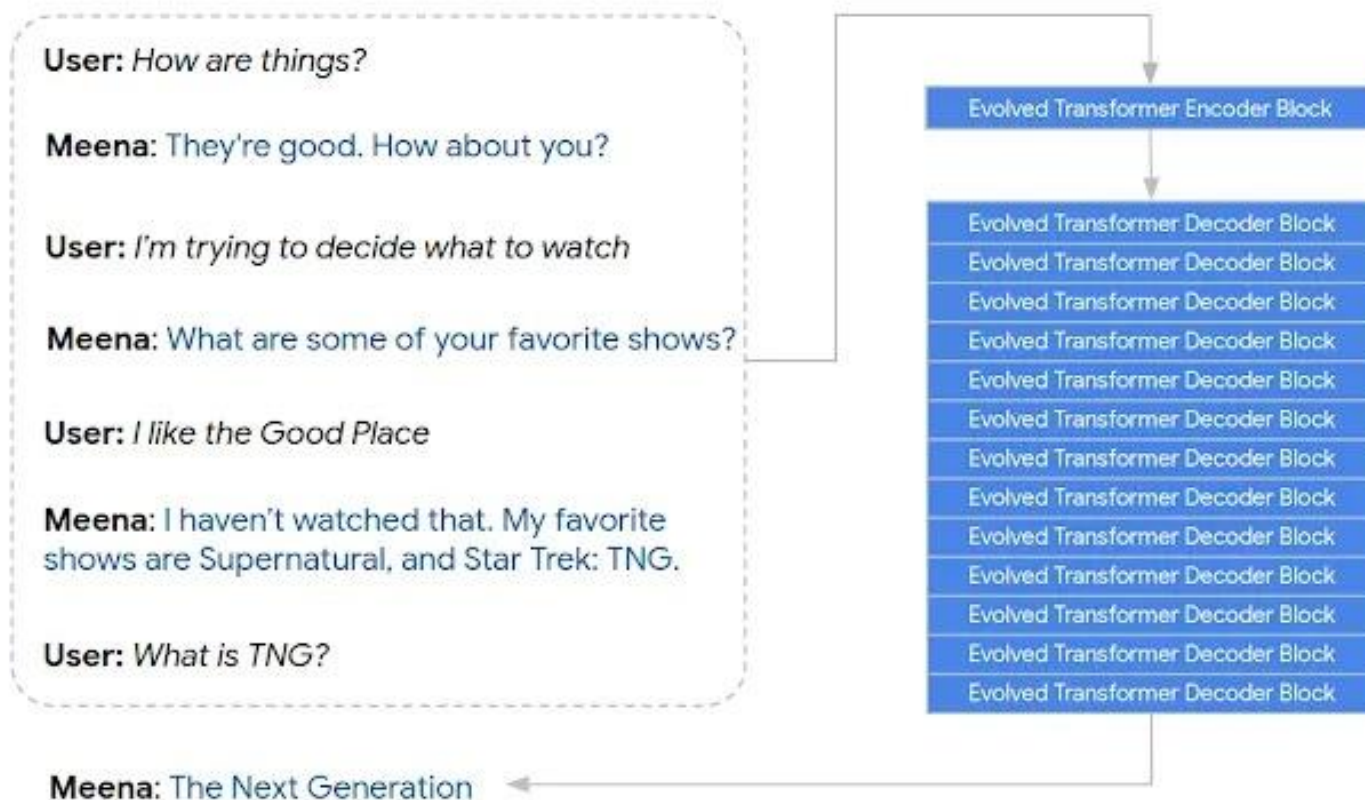 User: How are things?
Meena: They're good. How about you?
User: I'm trying to decide what to watch
Meena: What are some of your favorite shows?
User: I like the Good Place
Meena: I haven't watched that. My favorite
shows are Supernatural, and Star Trek: TNG.
User: What is TNG?
Meena: The Next Generation
Evolved Transformer Encoder Block
Evolved Transformer Decoder Block
Evolved Transformer Decoder Block
Evolved Transformer Decoder Block
Evolved Transformer Decoder Block
Evolved Transformer Decoder Block
Evolved Transformer Decoder Block
Evolved Transformer Decoder Block
Evolved Transformer Decoder Block
Evolved Transformer Decoder Block
Evolved Transformer Decoder Block
Evolved Transformer Decoder Block
Evolved Transformer Decoder Block
Evolved Transformer Decoder Block